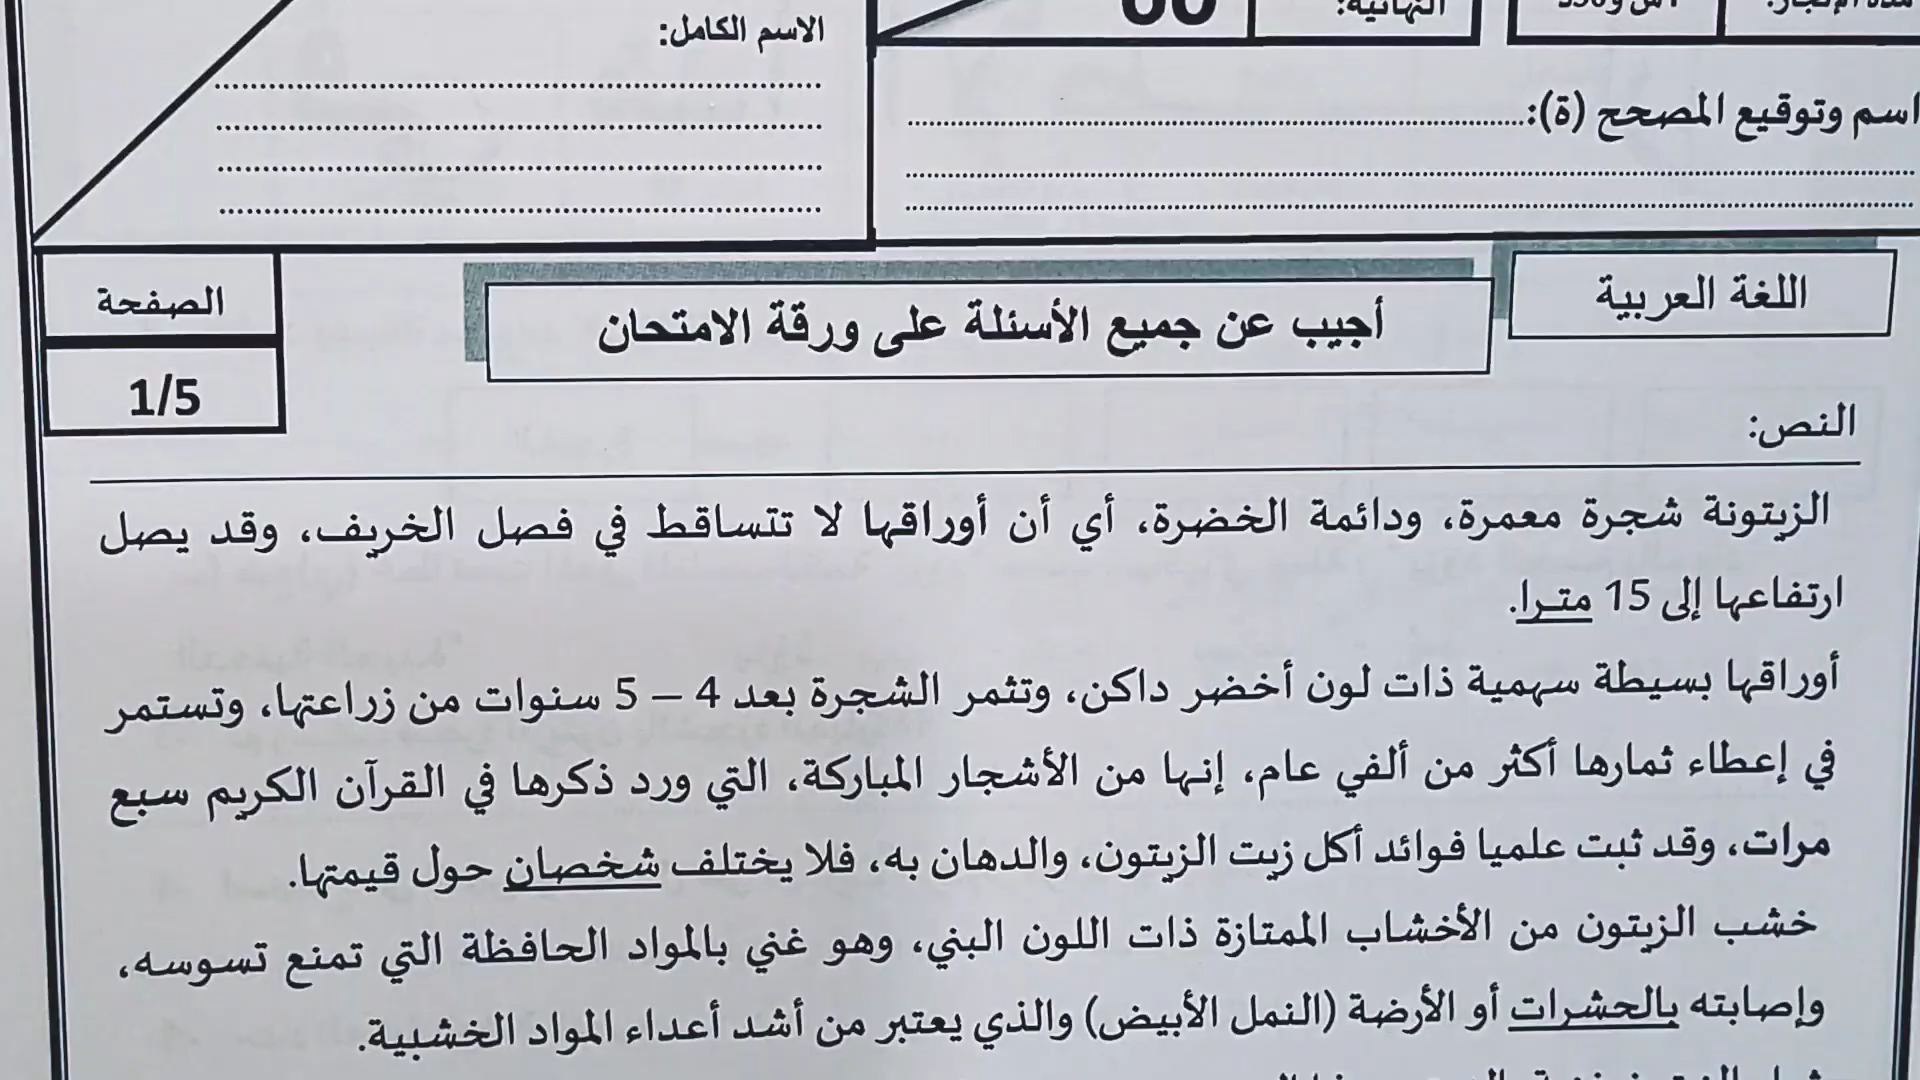 النهائية:
60
الاسم الكامل:
اسم وتوقيع المصحح (ة):
اللغة العربية
أجيب عن جميع الأسئلة على ورقة الامتحان
الصفحة
1/5
النص:
الزيتونة شجرة معمرة، ودائمة الخضرة، أي أن أوراقها لا تتساقط في فصل الخريف، وقد يصل
ارتفاعها إلى 15 مترا.
أوراقها بسيطة سهمية ذات لون أخضر داكن، وتثمر الشجرة بعد 4 – 5 سنوات من زراعتها، وتستمر
في إعطاء ثمارها أكثر من ألفي عام، إنها من الأشجار المباركة، التي ورد ذكرها في القرآن الكريم سبع
مرات، وقد ثبت علميا فوائد أكل زيت الزيتون، والدهان به، فلا يختلف شخصان حول قيمتها.
خشب الزيتون من الأخشاب الممتازة ذات اللون البني، وهو غني بالمواد الحافظة التي تمنع تسوسه،
وإصابته بالحشرات أو الأرضة (النمل الأبيض) والذي يعتبر من أشد أعداء المواد الخشبية.